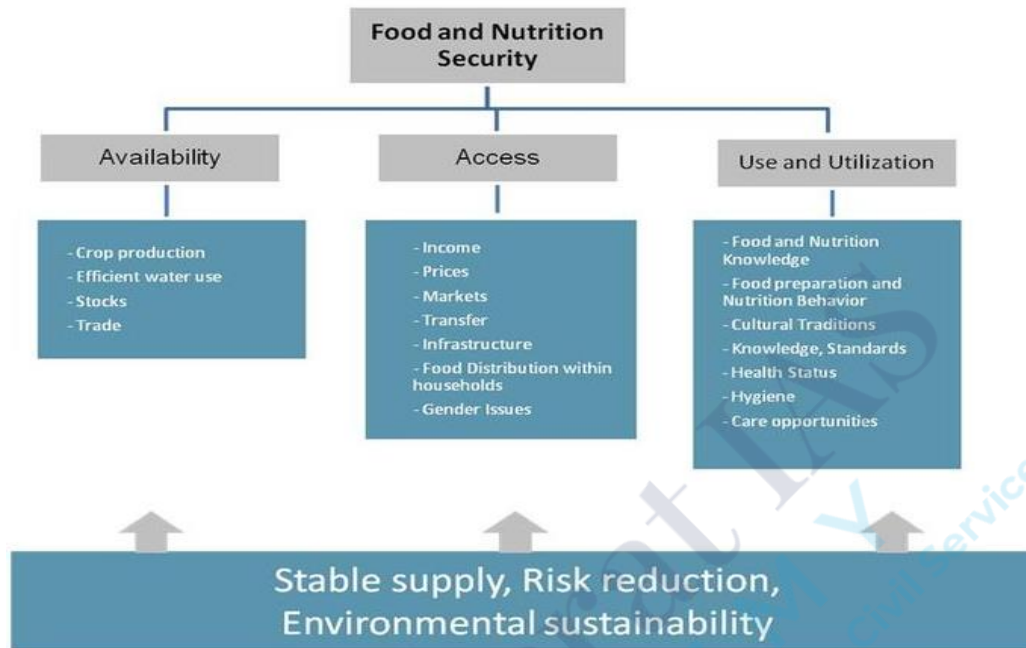 Food and Nutrition
Security
Availability
Access
Use and Utilization
- Crop production
- Efficient water use
- Stocks
- Trade
- Income
- Prices
- Markets
- Transfer
- Infrastructure
- Food Distribution within
households
- Gender Issues
- Food and Nutrition
Knowledge
- Food preparation and
Nutrition Behavior
- Cultural Traditions
- Knowledge, Standards
- Health Status
- Hygiene
- Care opportunities
Stable supply, Risk reduction,
Environmental sustainability
IAS